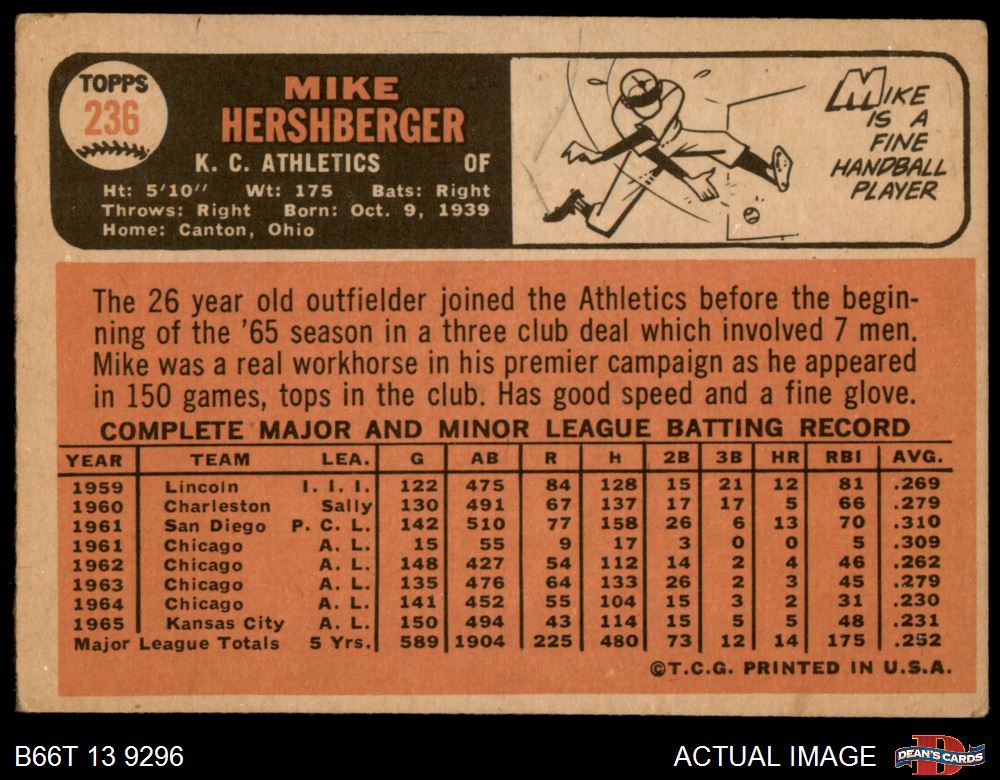 TOPPS
236
MIKE
HERSHBERGER
K. C. ATHLETICS OF
Ht: 5'10" Wt: 175 Bats: Right
Throws: Right Born: Oct. 9, 1939
Home: Canton, Ohio
MIKE
IS A
FINE
HANDBALL
PLAYER
The 26 year old outfielder joined the Athletics before the begin-
ning of the '65 season in a three club deal which involved 7 men.
Mike was a real workhorse in his premier campaign as he appeared
in 150 games, tops in the club. Has good speed and a fine glove.
COMPLETE MAJOR AND MINOR LEAGUE BATTING RECORD
YEAR TEAM LEA. G AB R H 2B 3B HR RBI AVG.
1959 Lincoln I. I. I. 122 475 84 128 15 21 12 81 .269
1960 Charleston Sally 130 491 67 137 17 17 5 66 .279
1961 San Diego P. C. L. 142 510 77 158 26 6 13 70 .310
1961 Chicago A. L. 15 55 9 17 3 0 0 5 .309
1962 Chicago A. L. 148 427 54 112 14 2 4 46 .262
1963 Chicago A. L. 135 476 64 133 26 2 3 45 .279
1964 Chicago A. L. 141 452 55 104 15 3 2 31 .230
1965 Kansas City A. L. 150 494 43 114 15 5 5 48 .231
Major League Totals 5 Yrs. 589 1904 225 480 73 12 14 175 .252
©T.C.G. PRINTED IN U.S.A.
B66T 13 9296 ACTUAL IMAGE
DEAN'S CARDS